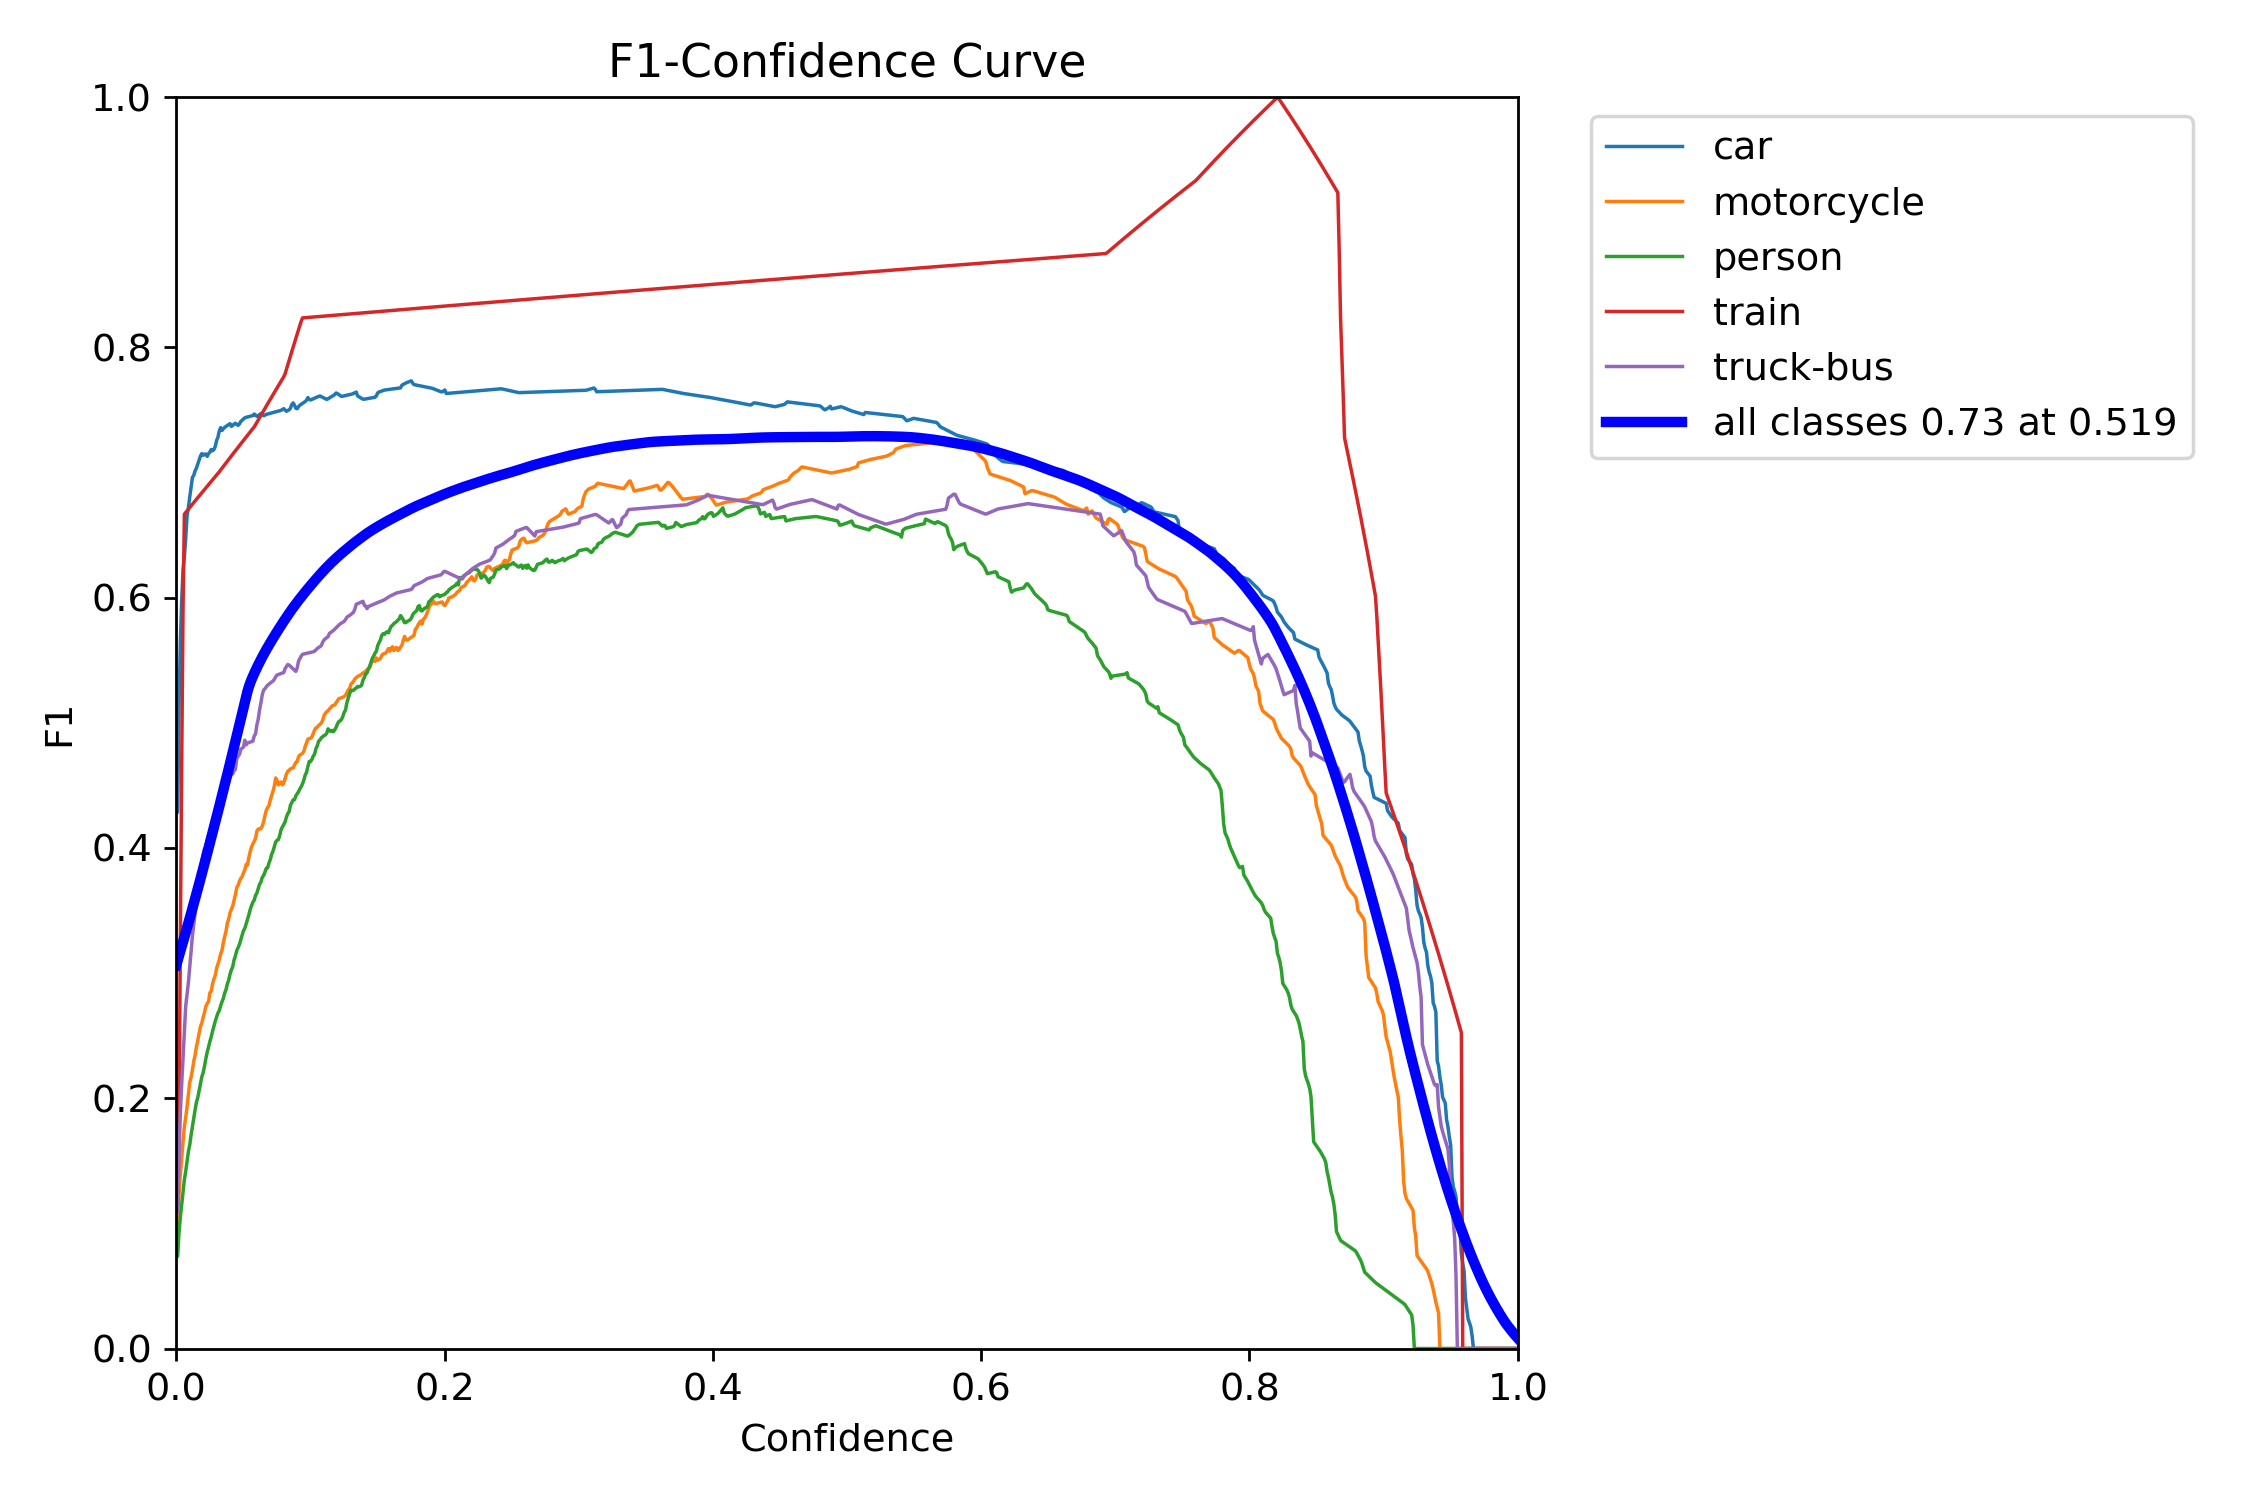 F1-Confidence Curve
1.0
0.8
0.6
0.4
0.2
0.0
F1
0.0 0.2 0.4 0.6 0.8 1.0
Confidence
car
motorcycle
person
train
truck-bus
all classes 0.73 at 0.519